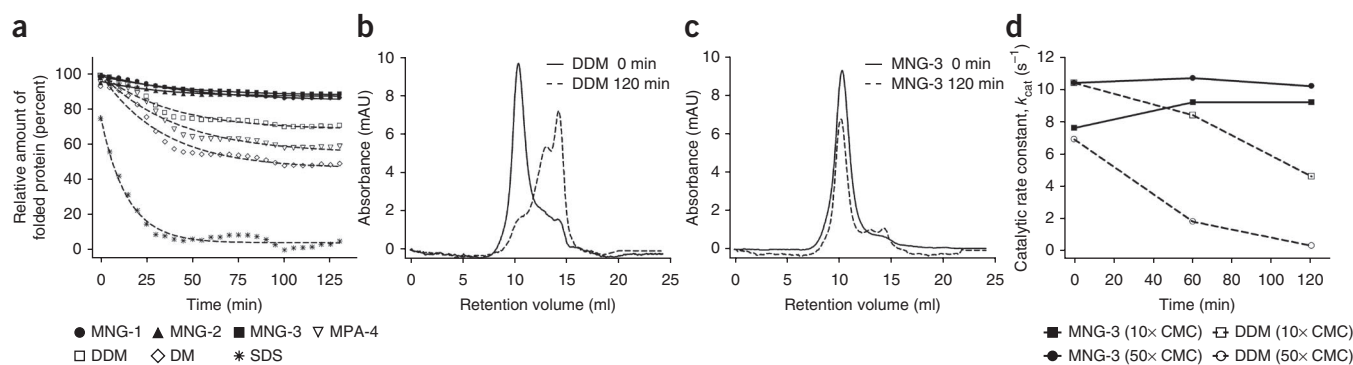 a
Relative amount of
folded protein (percent)
100
80
60
40
20
0
0 25 50 75 100 125
Time (min)
MNG-1 MNG-2 MNG-3 MPA-4
DDM DM SDS
b
Absorbance (mAU)
10
8
6
4
2
0
DDM 0 min
DDM 120 min
0 5 10 15 20 25
Retention volume (ml)
c
Absorbance (mAU)
10
8
6
4
2
0
MNG-3 0 min
MNG-3 120 min
0 5 10 15 20 25
Retention volume (ml)
d
Catalytic rate constant, kcat (s−1)
12
10
8
6
4
2
0
0 20 40 60 80 100 120
Time (min)
MNG-3 (10× CMC) DDM (10× CMC)
MNG-3 (50× CMC) DDM (50× CMC)